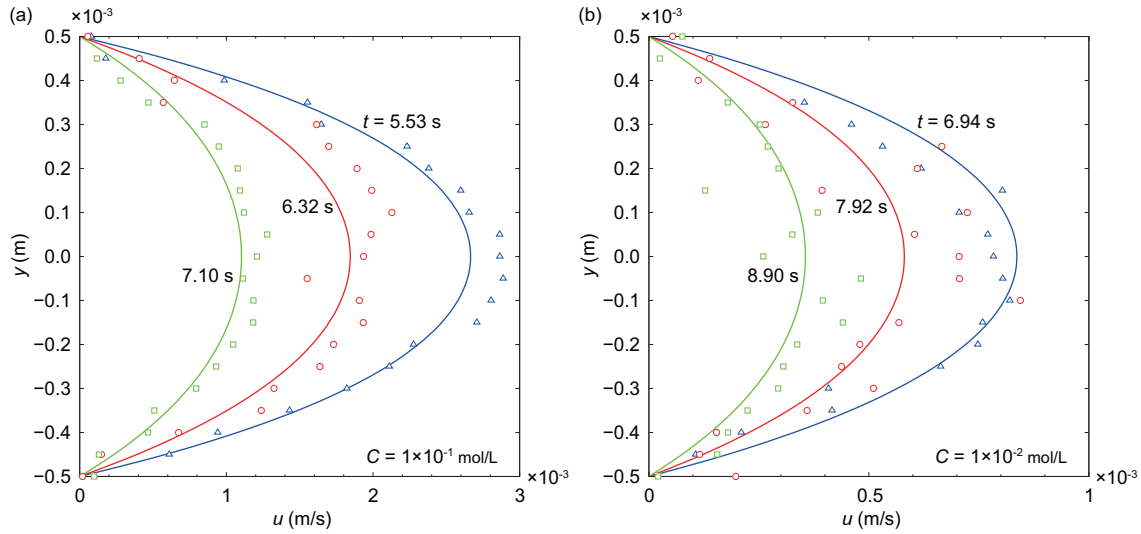 (a)
×10⁻³
0.5
0.4
0.3
0.2
0.1
0.0
−0.1
−0.2
−0.3
−0.4
−0.5
y (m)
t = 5.53 s
6.32 s
7.10 s
C = 1×10⁻¹ mol/L
0
1
2
3
×10⁻³
u (m/s)
(b)
×10⁻³
0.5
0.4
0.3
0.2
0.1
0.0
−0.1
−0.2
−0.3
−0.4
−0.5
y (m)
t = 6.94 s
7.92 s
8.90 s
C = 1×10⁻² mol/L
0
0.5
1
×10⁻³
u (m/s)